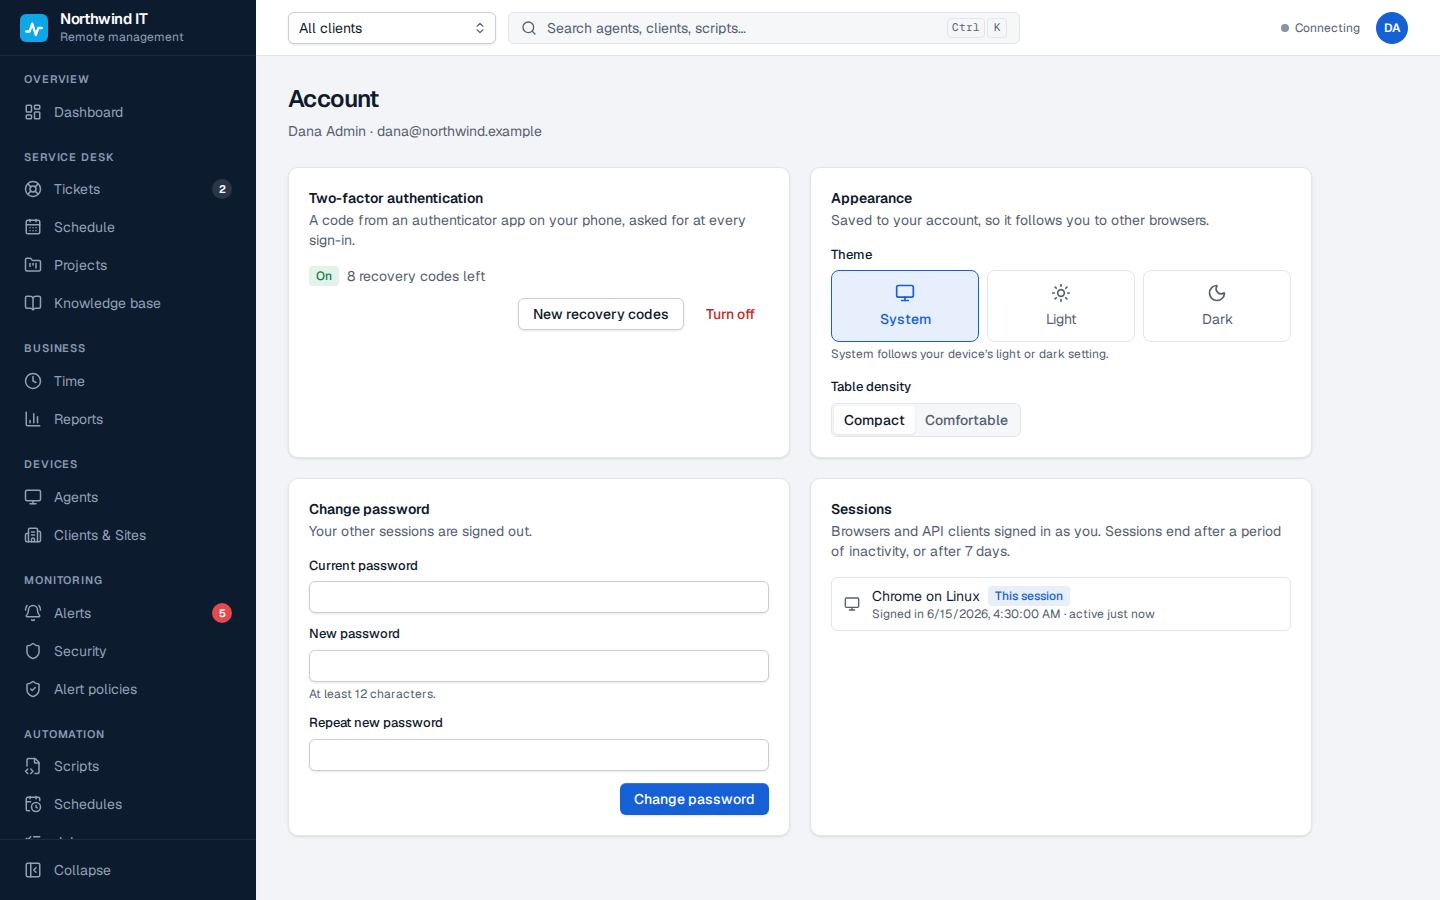 Northwind IT
Remote management
OVERVIEW
Dashboard
SERVICE DESK
Tickets 2
Schedule
Projects
Knowledge base
BUSINESS
Time
Reports
DEVICES
Agents
Clients & Sites
MONITORING
Alerts 5
Security
Alert policies
AUTOMATION
Scripts
Schedules
Collapse
All clients
Search agents, clients, scripts...
Ctrl K
Connecting
DA
Account
Dana Admin · dana@northwind.example
Two-factor authentication
A code from an authenticator app on your phone, asked for at every
sign-in.
On 8 recovery codes left
New recovery codes Turn off
Appearance
Saved to your account, so it follows you to other browsers.
Theme
System Light Dark
System follows your device's light or dark setting.
Table density
Compact Comfortable
Change password
Your other sessions are signed out.
Current password
New password
At least 12 characters.
Repeat new password
Change password
Sessions
Browsers and API clients signed in as you. Sessions end after a period
of inactivity, or after 7 days.
Chrome on Linux This session
Signed in 6/15/2026, 4:30:00 AM · active just now